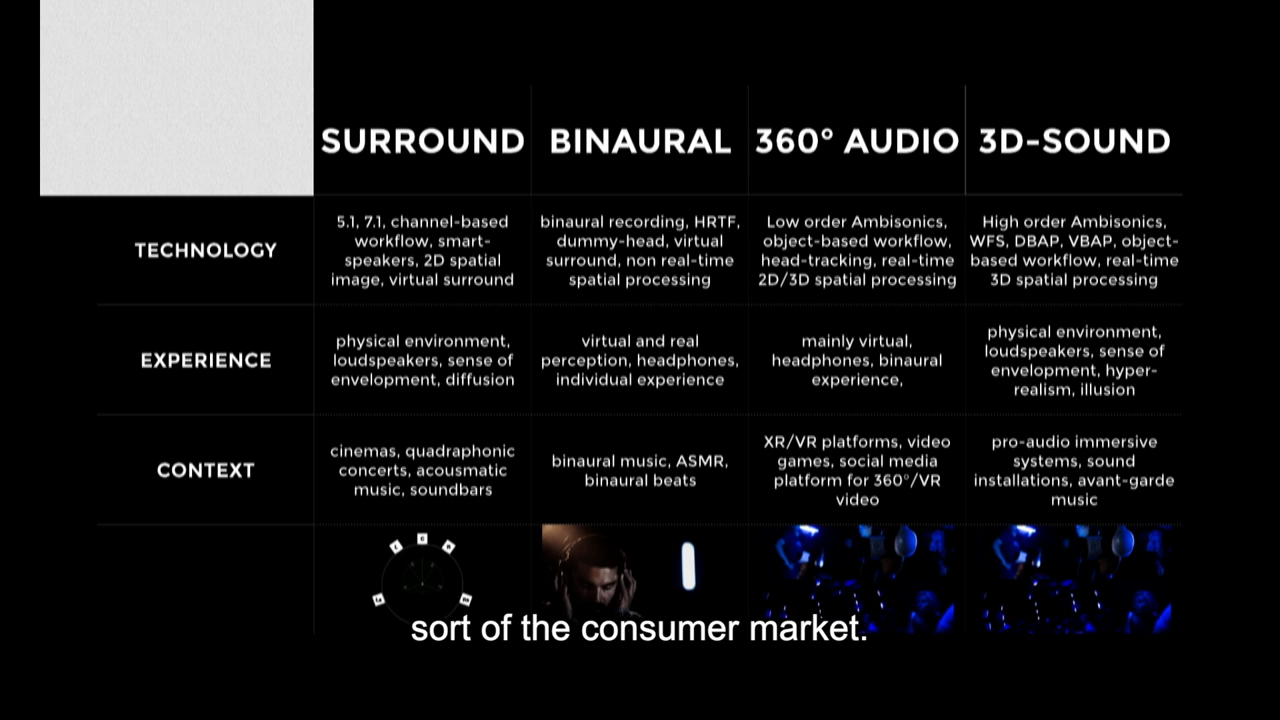 SURROUND
BINAURAL
360° AUDIO
3D-SOUND
TECHNOLOGY
5.1, 7.1, channel-based
workflow, smart-
speakers, 2D spatial
image, virtual surround
binaural recording, HRTF,
dummy-head, virtual
surround, non real-time
spatial processing
Low order Ambisonics,
object-based workflow,
head-tracking, real-time
2D/3D spatial processing
High order Ambisonics,
WFS, DBAP, VBAP, object-
based workflow, real-time
3D spatial processing
EXPERIENCE
physical environment,
loudspeakers, sense of
envelopment, diffusion
virtual and real
perception, headphones,
individual experience
mainly virtual,
headphones, binaural
experience,
physical environment,
loudspeakers, sense of
envelopment, hyper-
realism, illusion
CONTEXT
cinemas, quadraphonic
concerts, acousmatic
music, soundbars
binaural music, ASMR,
binaural beats
XR/VR platforms, video
games, social media
platform for 360°/VR
video
pro-audio immersive
systems, sound
installations, avant-garde
music
sort of the consumer market.